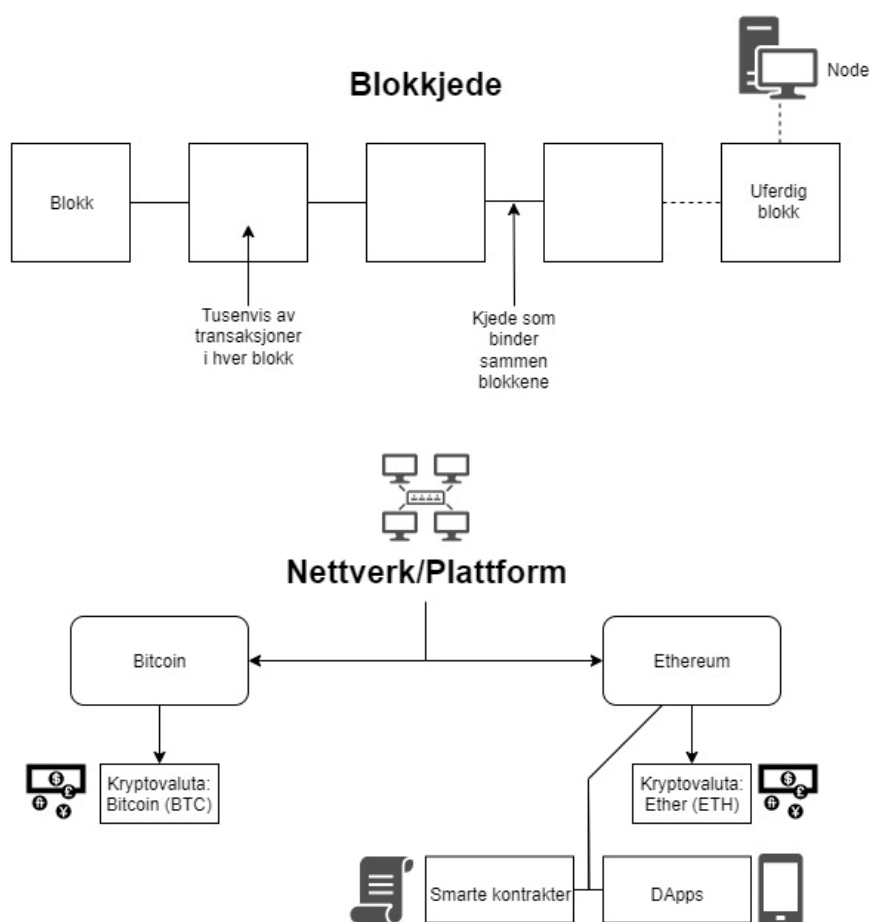 Blokkjede
Node
Blokk
Uferdig
blokk
Tusenvis av
transaksjoner
i hver blokk
Kjede som
binder
sammen
blokkene
Nettverk/Plattform
Bitcoin
Ethereum
Kryptovaluta:
Bitcoin (BTC)
Kryptovaluta:
Ether (ETH)
Smarte kontrakter
DApps